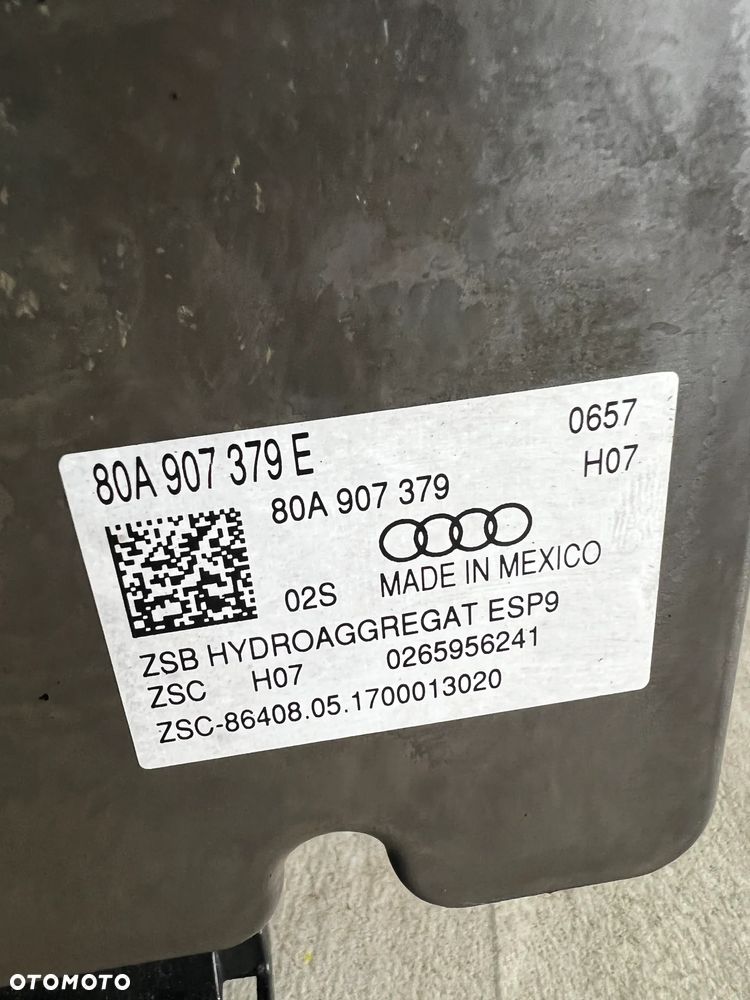 80A 907 379 E
0657
80A 907 379
H07
02S
MADE IN MEXICO
ZSB HYDROAGGREGAT ESP9
ZSC H07 0265956241
ZSC-86408.05.1700013020
OTOMOTO